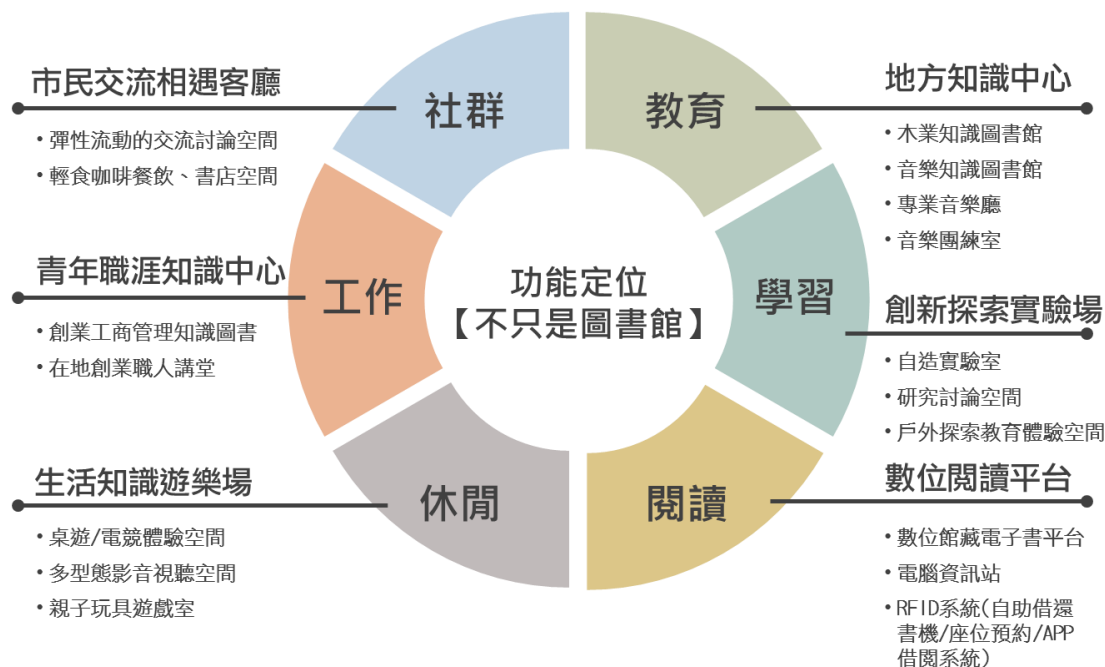 社群
教育
工作
學習
休閒
閱讀
功能定位
【不只是圖書館】
市民交流相遇客廳
•彈性流動的交流討論空間
•輕食咖啡餐飲、書店空間
青年職涯知識中心
•創業工商管理知識圖書
•在地創業職人講堂
生活知識遊樂場
•桌遊/電競體驗空間
•多型態影音視聽空間
•親子玩具遊戲室
地方知識中心
•木業知識圖書館
•音樂知識圖書館
•專業音樂廳
•音樂團練室
創新探索實驗場
•自造實驗室
•研究討論空間
•戶外探索教育體驗空間
數位閱讀平台
•數位館藏電子書平台
•電腦資訊站
•RFID系統(自助借還
書機/座位預約/APP
借閱系統)